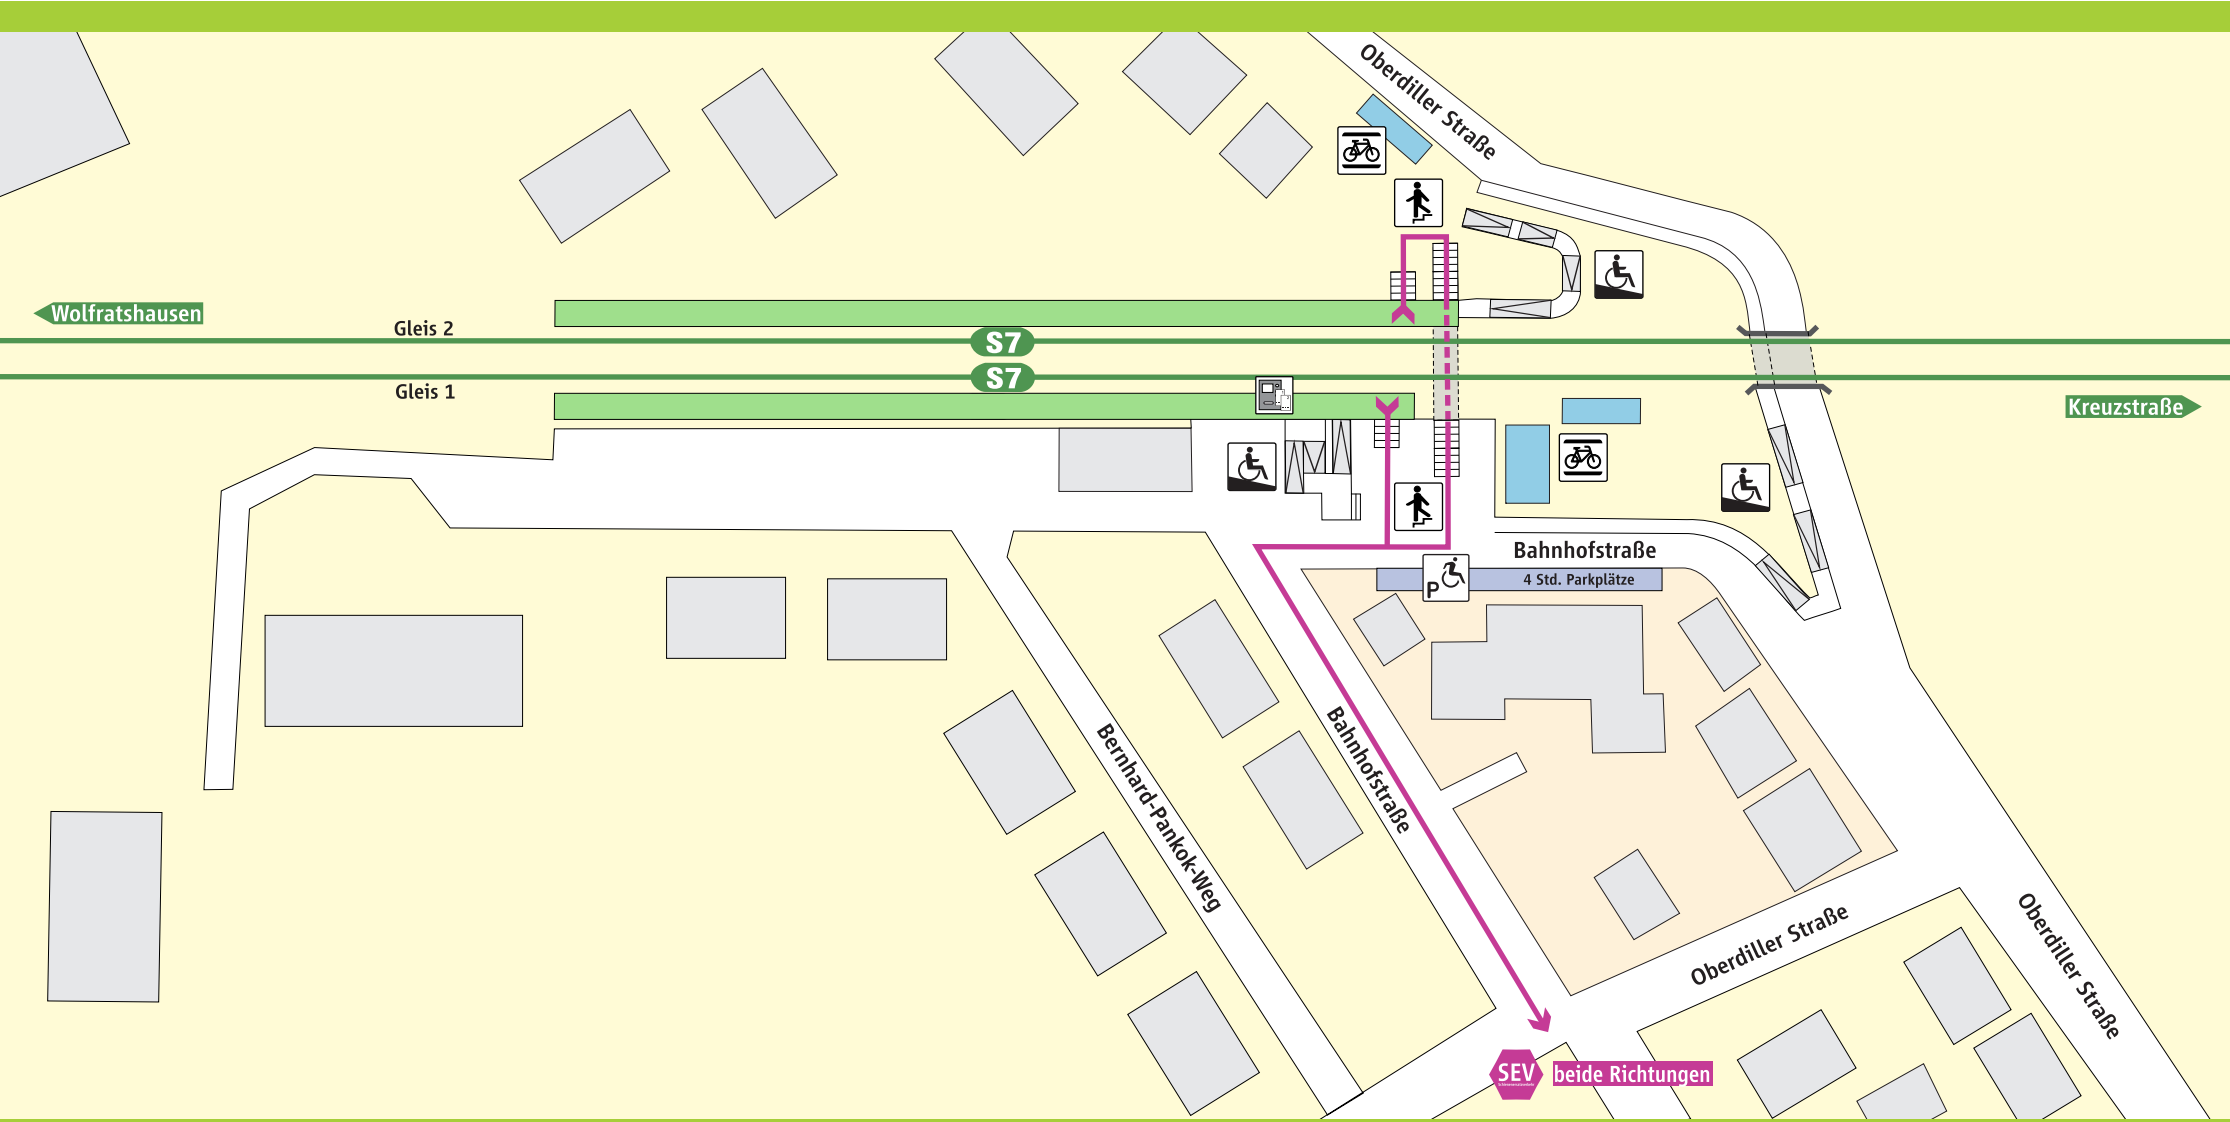 Oberdiller Straße
Wolfratshausen
Gleis 2
S7
S7
Gleis 1
Kreuzstraße
Bahnhofstraße
P
4 Std. Parkplätze
Bahnhofstraße
Bernhard-Pankok-Weg
Oberdiller Straße
Oberdiller Straße
SEV
beide Richtungen